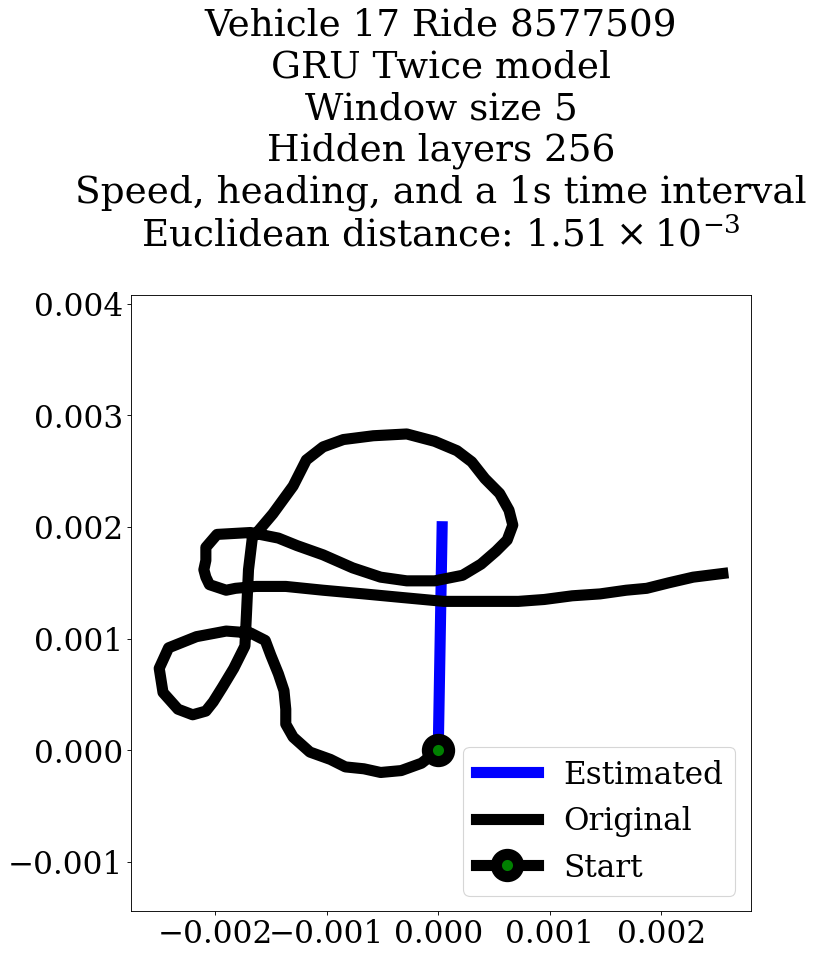 Vehicle 17 Ride 8577509
GRU Twice model
Window size 5
Hidden layers 256
Speed, heading, and a 1s time interval
Euclidean distance: 1.51 × 10⁻³
0.004
0.003
0.002
0.001
0.000
−0.001
Estimated
Original
Start
−0.002 −0.001 0.000 0.001 0.002